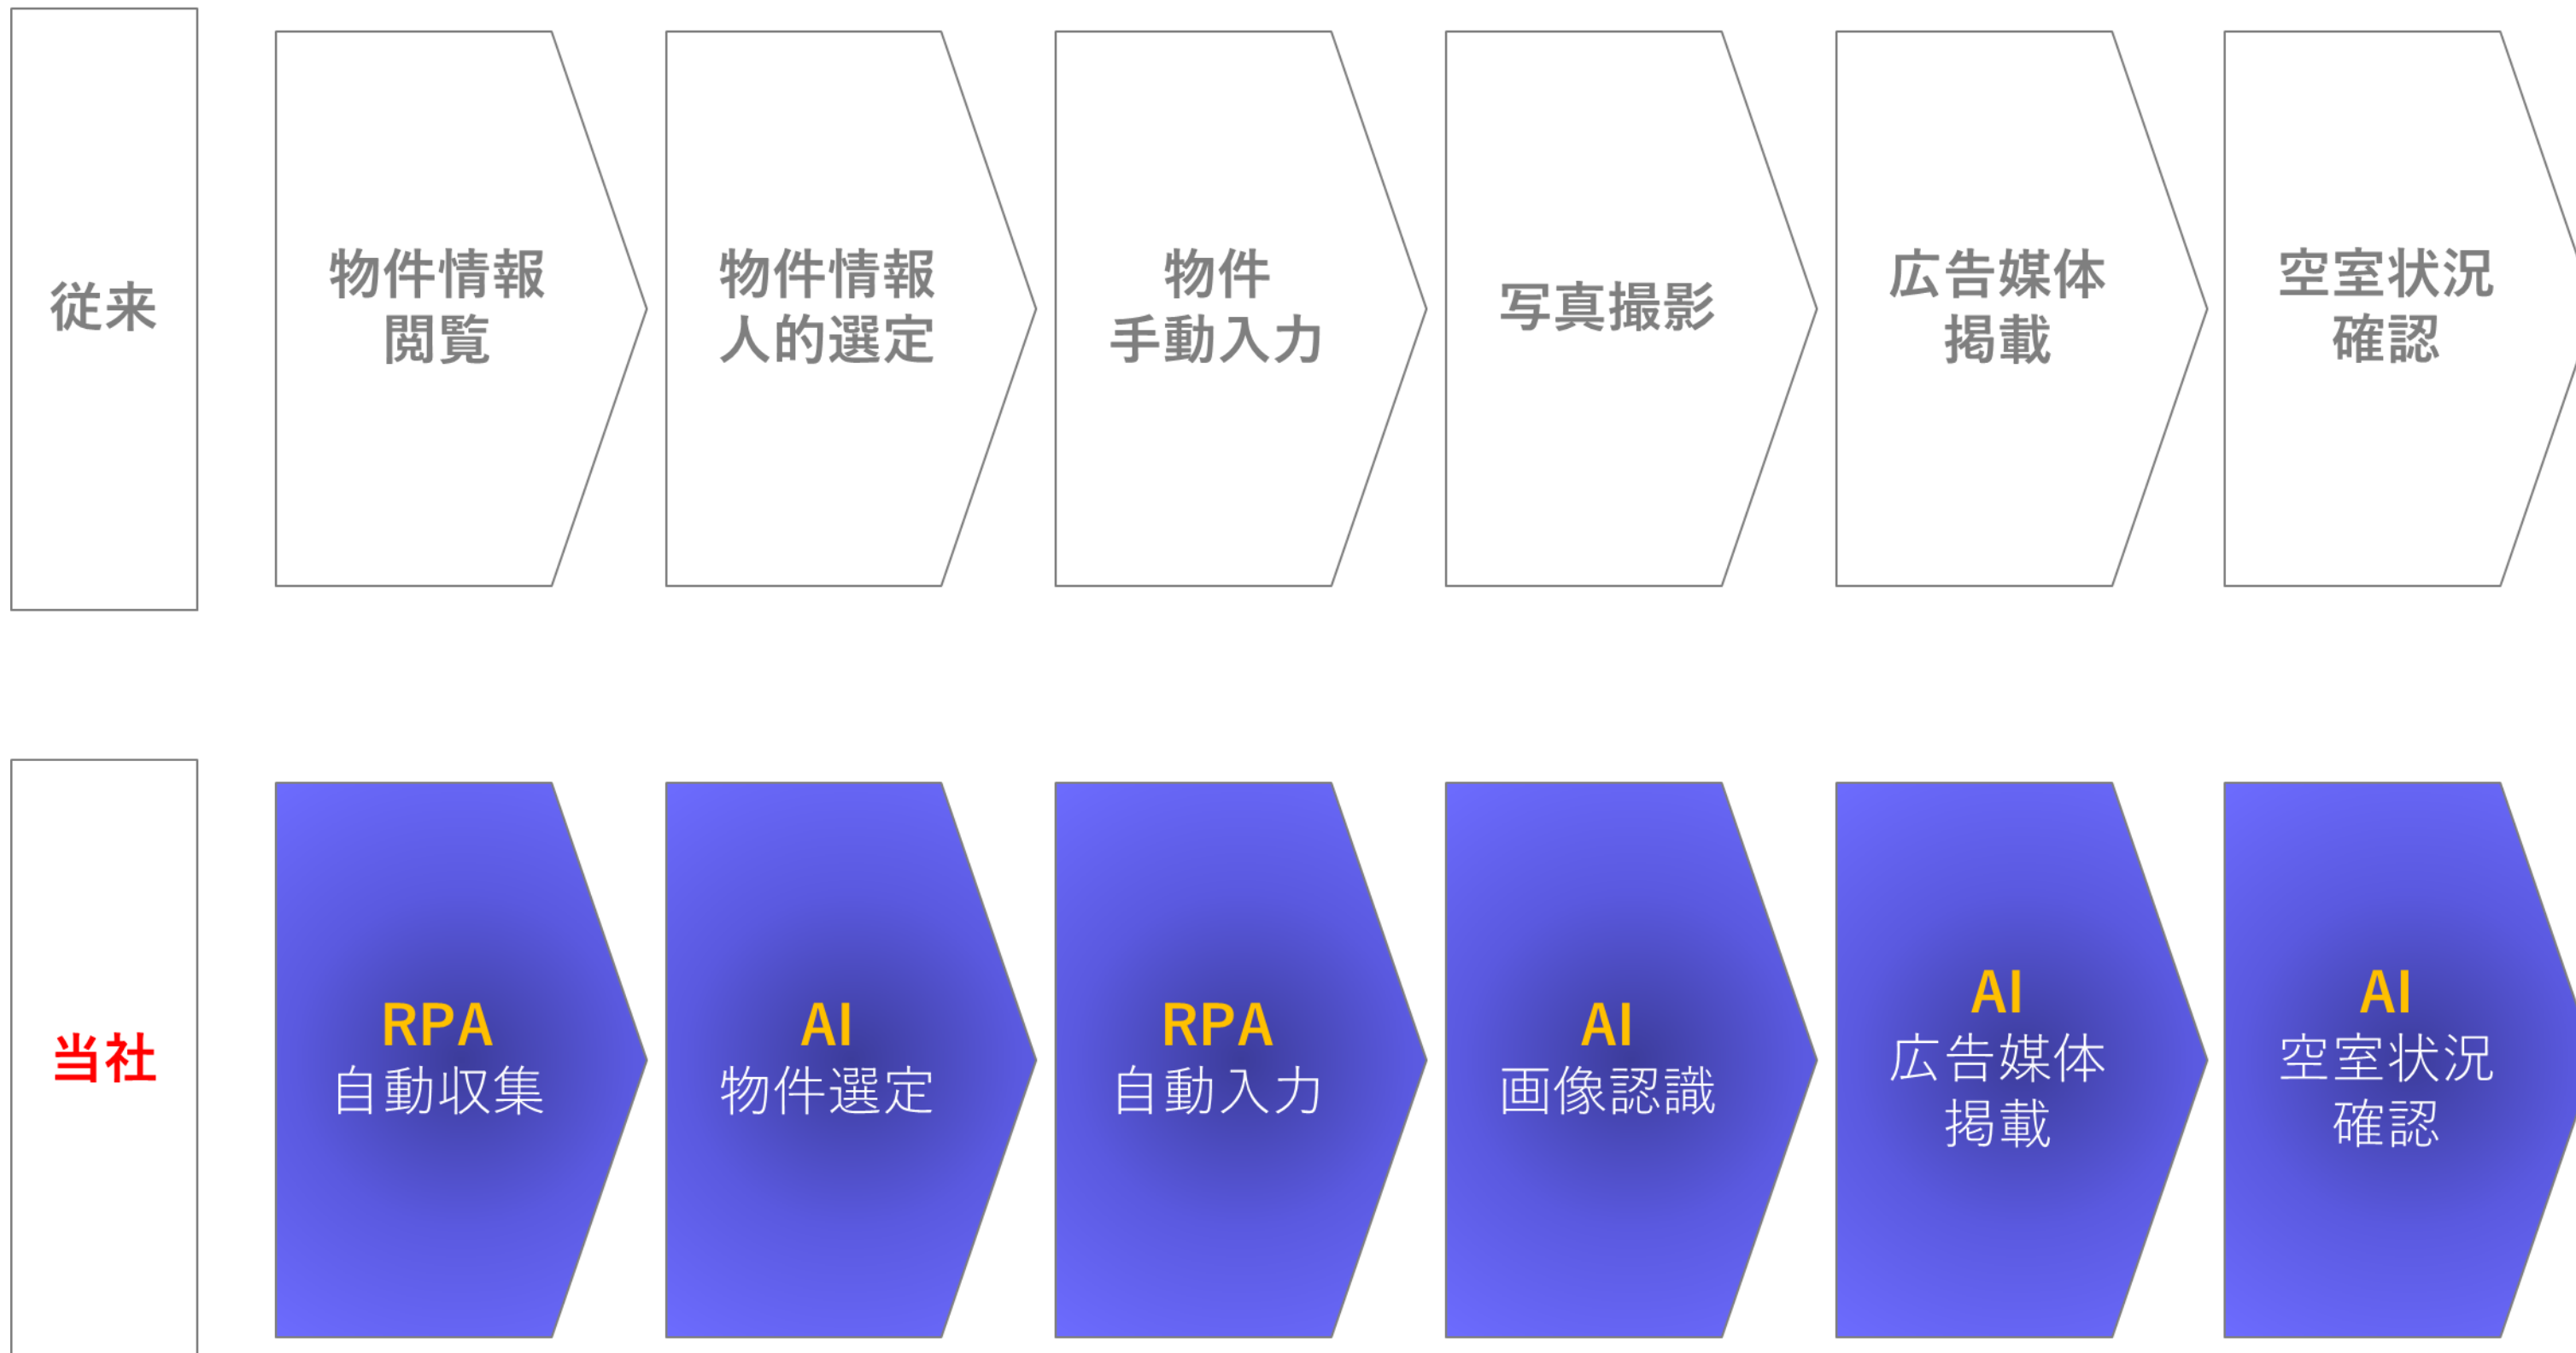 従来
物件情報
閲覧
物件情報
人的選定
物件
手動入力
写真撮影
広告媒体
掲載
空室状況
確認
当社
RPA
自動収集
AI
物件選定
RPA
自動入力
AI
画像認識
AI
広告媒体
掲載
AI
空室状況
確認